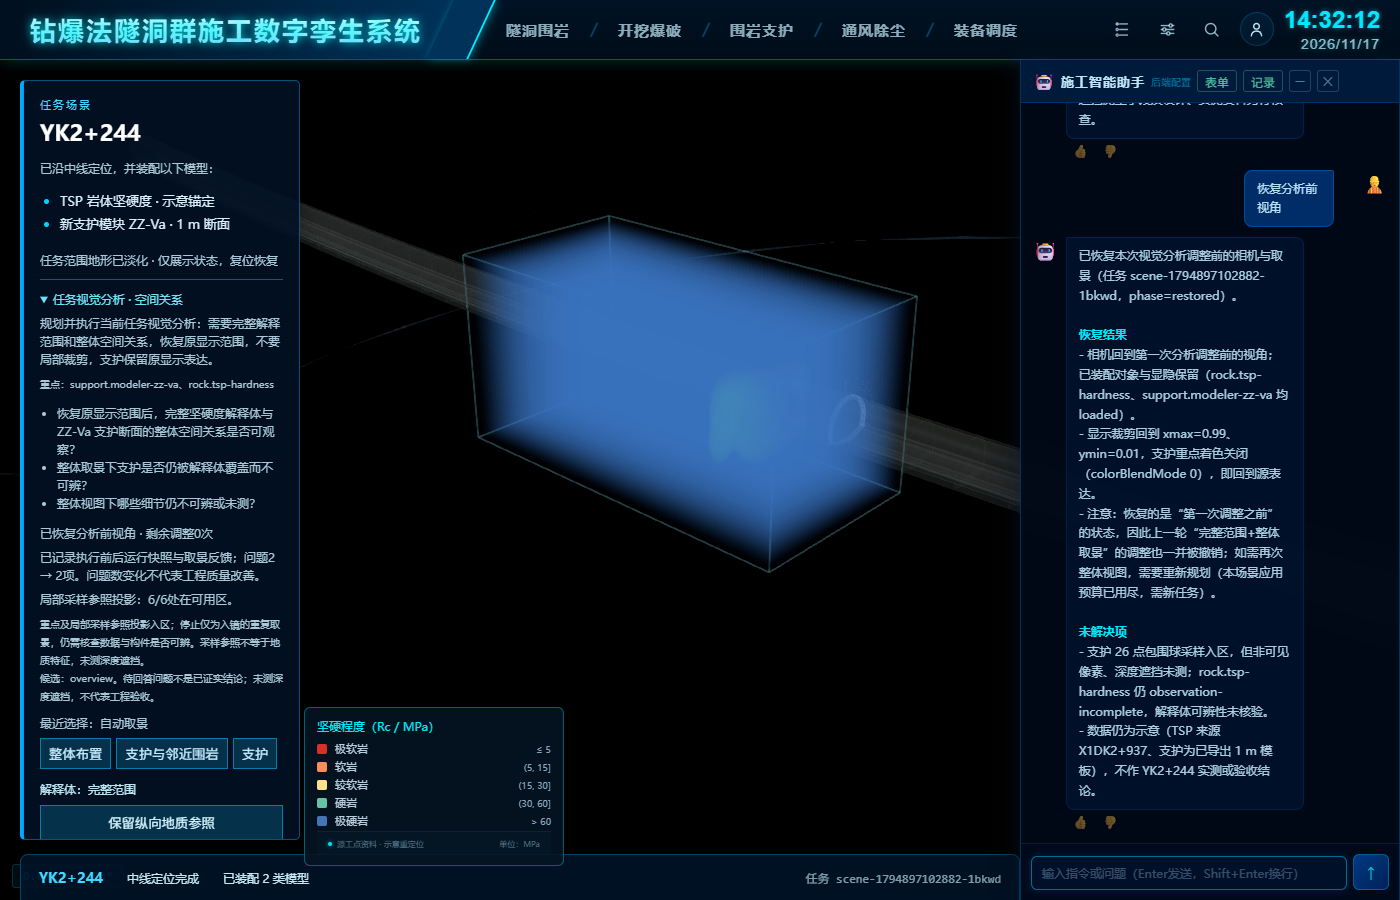 钻爆法隧洞群施工数字孪生系统
隧洞围岩 / 开挖爆破 / 围岩支护 / 通风除尘 / 装备调度
14:32:12
2026/11/17
任务场景
YK2+244
已沿中线定位，并装配以下模型：
TSP 岩体坚硬度 · 示意锚定
新支护模块 ZZ-Va · 1 m 断面
任务范围地形已淡化 · 仅展示状态，复位恢复
▼ 任务视觉分析 · 空间关系
规划并执行当前任务视觉分析：需要完整解释
范围和整体空间关系，恢复原显示范围，不要
局部裁剪，支护保留原显示表达。
重点：support.modeler-zz-va、rock.tsp-hardness
恢复原显示范围后，完整坚硬度解释体与
ZZ-Va 支护断面的整体空间关系是否可观
察？
整体取景下支护是否仍被解释体覆盖而不
可辨？
整体视图下哪些细节仍不可辨或未测？
已恢复分析前视角 · 剩余调整0次
已记录执行前后运行快照与取景反馈；问题2
→ 2项。问题数变化不代表工程质量改善。
局部采样参照投影：6/6处在可用区。
重点及局部采样参照投影入区；停止仅为入镜的重复取
景，仍需核查数据与构件是否可辨。采样参照不等于地
质特征，未测深度遮挡。
候选：overview。待回答问题不是已证实结论；未测深
度遮挡，不代表工程验收。
最近选择：自动取景
整体布置
支护与邻近围岩
支护
解释体：完整范围
保留纵向地质参照
坚硬程度（Rc / MPa）
极软岩 ≤ 5
软岩 (5, 15]
较软岩 (15, 30]
硬岩 (30, 60]
极硬岩 > 60
源工点资料 · 示意重定位 单位：MPa
YK2+244 中线定位完成 已装配 2 类模型
任务 scene-1794897102882-1bkwd
施工智能助手 后端配置 表单 记录
查。
恢复分析前
视角
已恢复本次视觉分析调整前的相机与取
景（任务 scene-1794897102882-
1bkwd，phase=restored）。
恢复结果
- 相机回到第一次分析调整前的视角；
已装配对象与显隐保留（rock.tsp-
hardness、support.modeler-zz-va 均
loaded）。
- 显示裁剪回到 xmax=0.99、
ymin=0.01，支护重点着色关闭
（colorBlendMode 0），即回到源表
达。
- 注意：恢复的是“第一次调整之前”
的状态，因此上一轮“完整范围+整体
取景”的调整也一并被撤销；如需再次
整体视图，需要重新规划（本场景应用
预算已用尽，需新任务）。
未解决项
- 支护 26 点包围球采样入区，但非可见
像素、深度遮挡未测；rock.tsp-
hardness 仍 observation-
incomplete，解释体可辨性未核验。
- 数据仍为示意（TSP 来源
X1DK2+937、支护为已导出 1 m 模
板），不作 YK2+244 实测或验收结
论。
输入指令或问题（Enter发送，Shift+Enter换行）